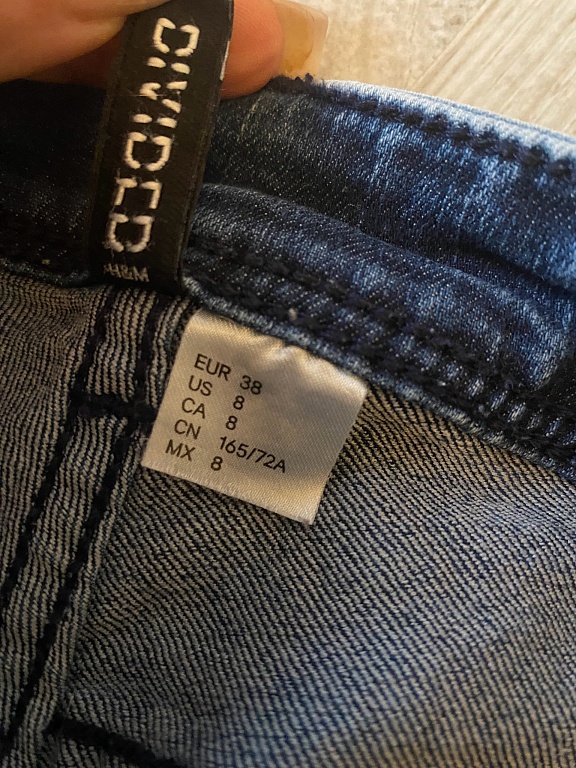 DIVIDED
H&M
EUR 38
US 8
CA 8
CN 165/72A
MX 8